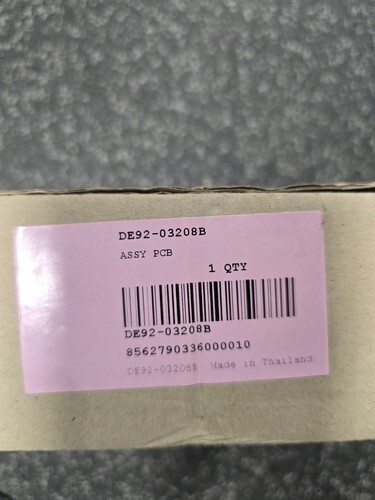 DE92-03208B
ASSY PCB
1 QTY
DE92-03208B
8562790336000010
DE92-03208B Made in Thailand